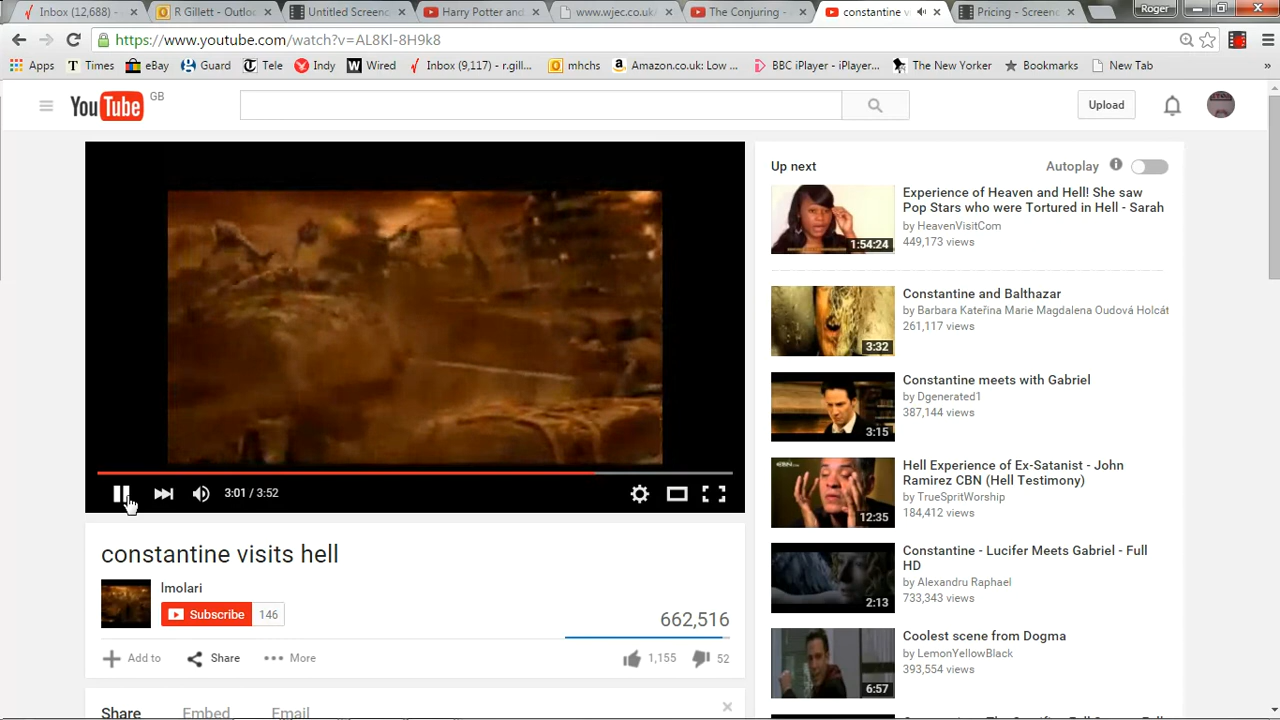 Inbox (12,688) -
R Gillett - Outloo
Untitled Screenc
Harry Potter and
www.wjec.co.uk
The Conjuring -
constantine v
Pricing - Screenc
Roger
https://www.youtube.com/watch?v=AL8Kl-8H9k8
Apps
T Times
eBay
Guard
Tele
Indy
W Wired
Inbox (9,117) - r.gill...
mhchs
Amazon.co.uk: Low ...
BBC iPlayer - iPlayer...
The New Yorker
Bookmarks
New Tab
»
YouTube GB
Upload
Up next
Autoplay
Experience of Heaven and Hell! She saw
Pop Stars who were Tortured in Hell - Sarah
by HeavenVisitCom
449,173 views
1:54:24
Constantine and Balthazar
by Barbara Kateřina Marie Magdalena Oudová Holcát
261,117 views
3:32
Constantine meets with Gabriel
by Dgenerated1
387,144 views
3:15
Hell Experience of Ex-Satanist - John
Ramirez CBN (Hell Testimony)
by TrueSpritWorship
184,412 views
12:35
Constantine - Lucifer Meets Gabriel - Full
HD
by Alexandru Raphael
733,343 views
2:13
Coolest scene from Dogma
by LemonYellowBlack
393,554 views
6:57
3:01 / 3:52
constantine visits hell
lmolari
Subscribe 146
662,516
Add to
Share
More
1,155
52
Share
Embed
Email